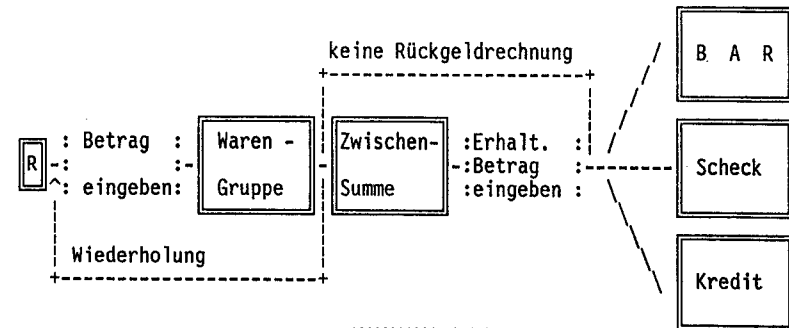 keine Rückgeldrechnung
B A R
R
: Betrag :
: eingeben:
Waren -
Gruppe
Zwischen-
Summe
:Erhalt. :
:Betrag :
:eingeben :
Scheck
Wiederholung
Kredit